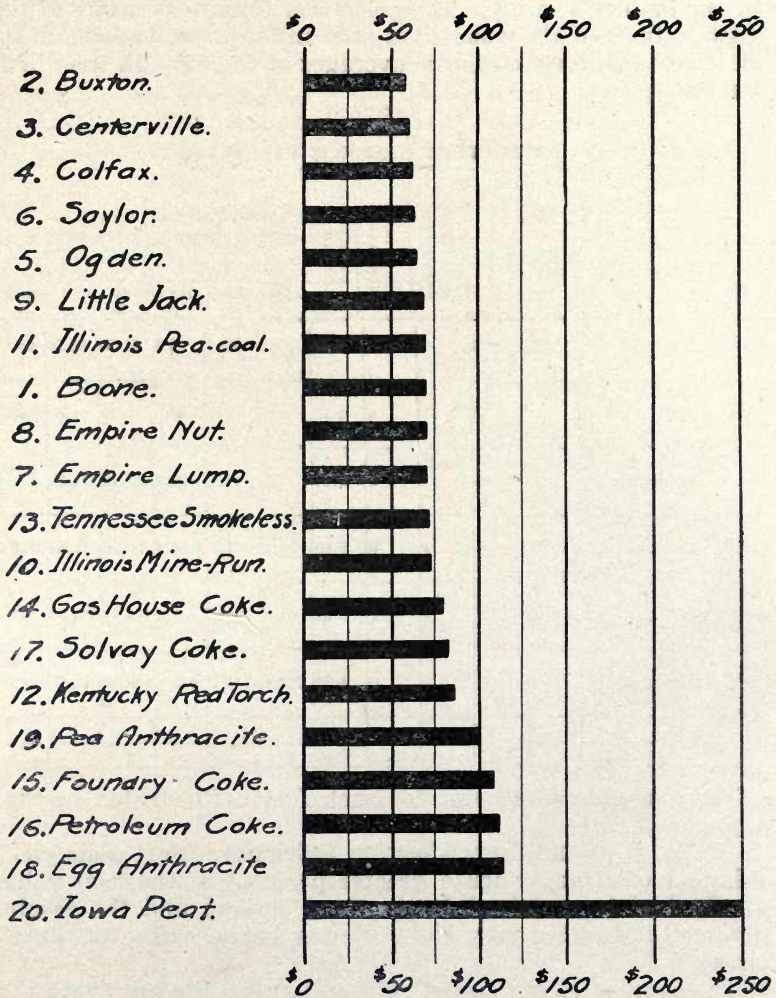 $0 $50 $100 $150 $200 $250
2. Buxton.
3. Centerville.
4. Colfax.
6. Saylor.
5. Ogden.
9. Little Jack.
11. Illinois Pea-coal.
1. Boone.
8. Empire Nut.
7. Empire Lump.
13. Tennessee Smokeless.
10. Illinois Mine-Run.
14. Gas House Coke.
17. Solvay Coke.
12. Kentucky Red Torch.
19. Pea Anthracite.
15. Foundry Coke.
16. Petroleum Coke.
18. Egg Anthracite
20. Iowa Peat.
$0 $50 $100 $150 $200 $250